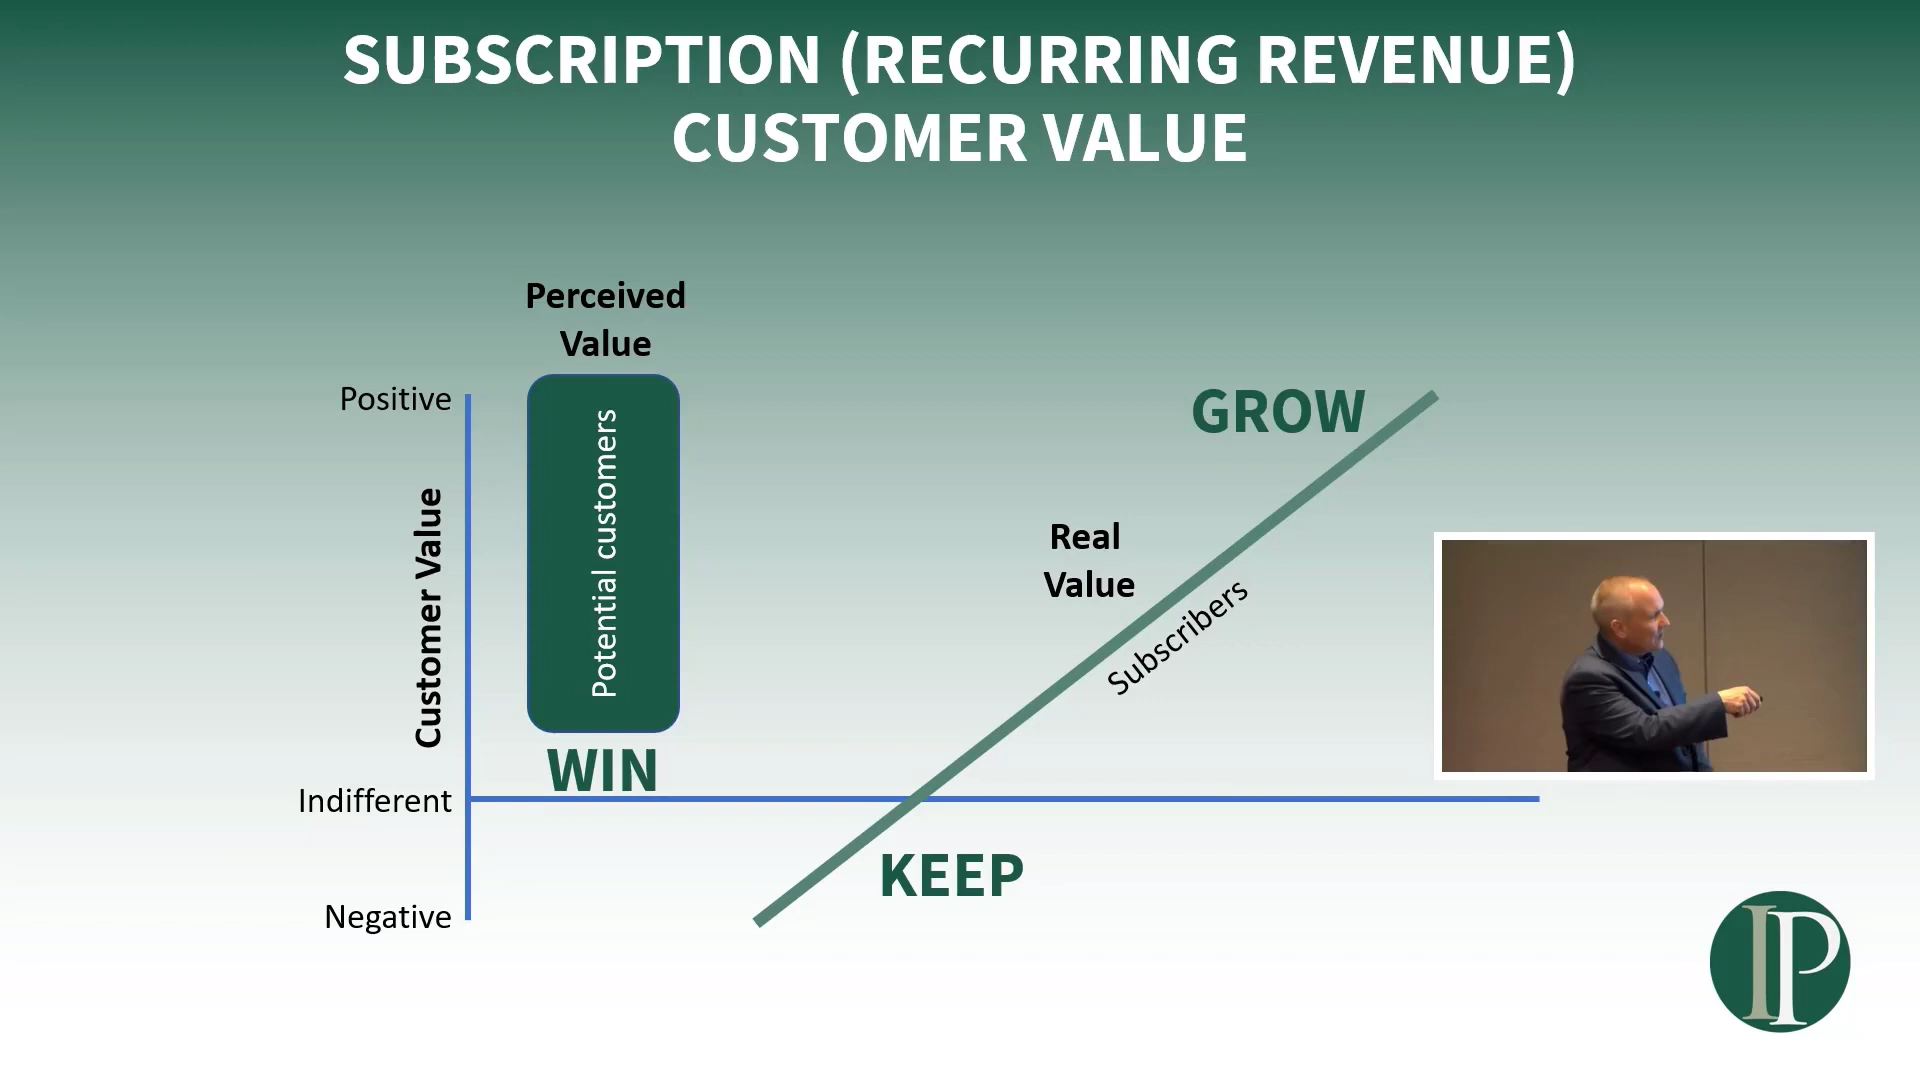 SUBSCRIPTION (RECURRING REVENUE)
CUSTOMER VALUE
Perceived
Value
Positive
Potential customers
GROW
Customer Value
Real
Value
Subscribers
WIN
Indifferent
KEEP
Negative
IP